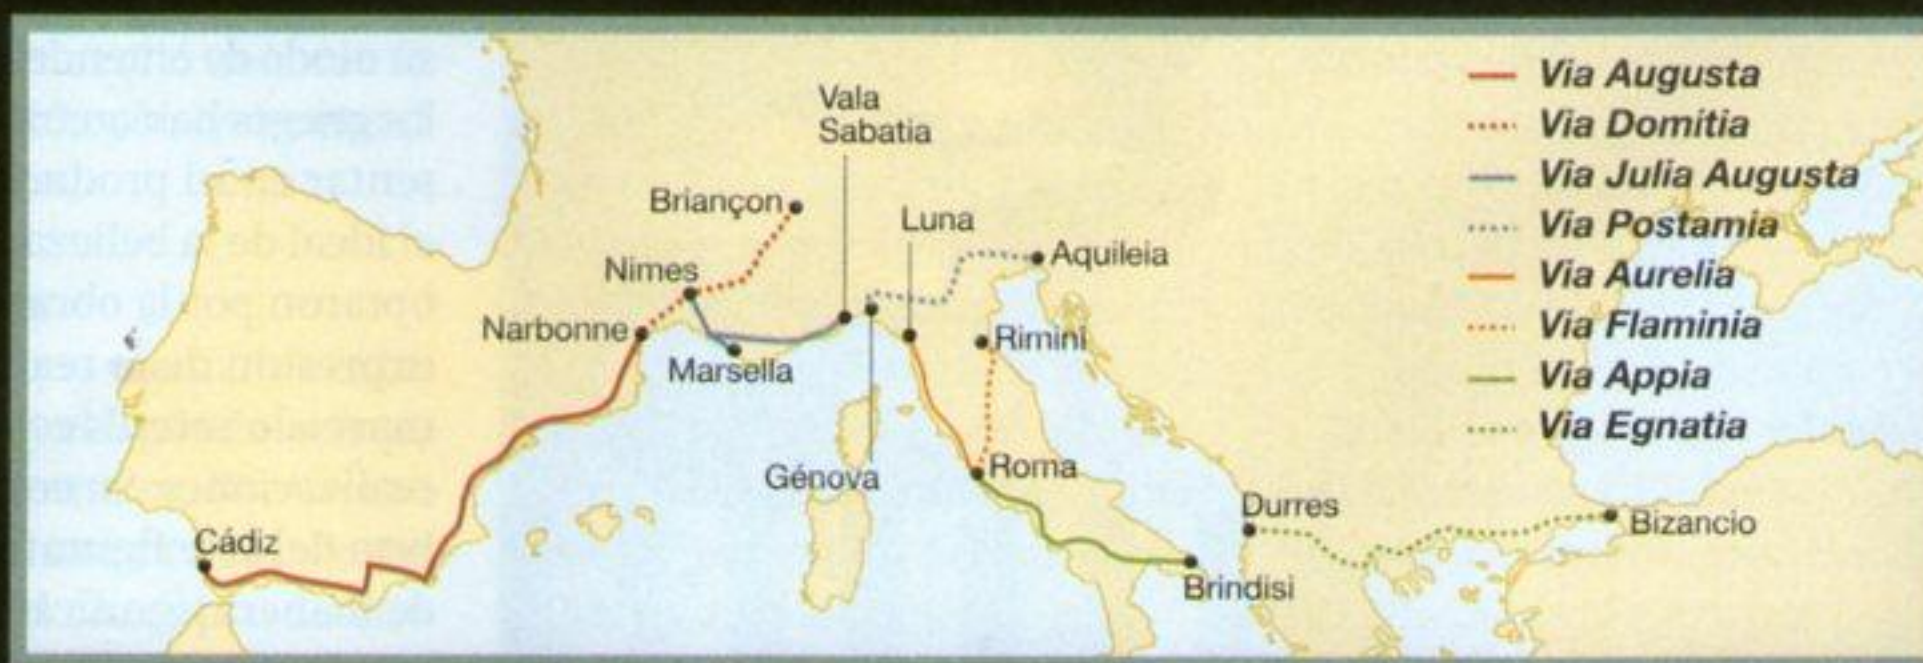 Vala
Sabatia
Briançon
Luna
Nimes
Aquileia
Narbonne
Rimini
Marsella
Génova
Roma
Cádiz
Durres
Bizancio
Brindisi
Via Augusta
Via Domitia
Via Julia Augusta
Via Postamia
Via Aurelia
Via Flaminia
Via Appia
Via Egnatia